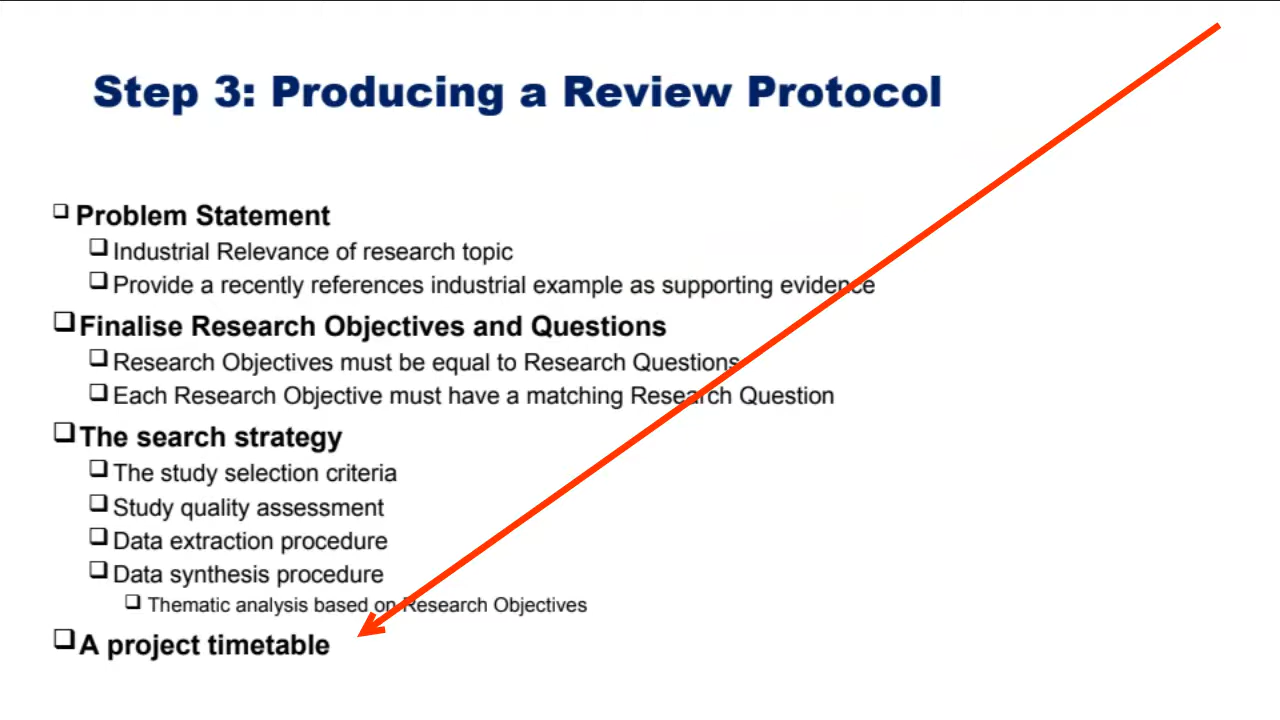 Step 3: Producing a Review Protocol
Problem Statement
Industrial Relevance of research topic
Provide a recently references industrial example as supporting evidence
Finalise Research Objectives and Questions
Research Objectives must be equal to Research Questions
Each Research Objective must have a matching Research Question
The search strategy
The study selection criteria
Study quality assessment
Data extraction procedure
Data synthesis procedure
Thematic analysis based on Research Objectives
A project timetable